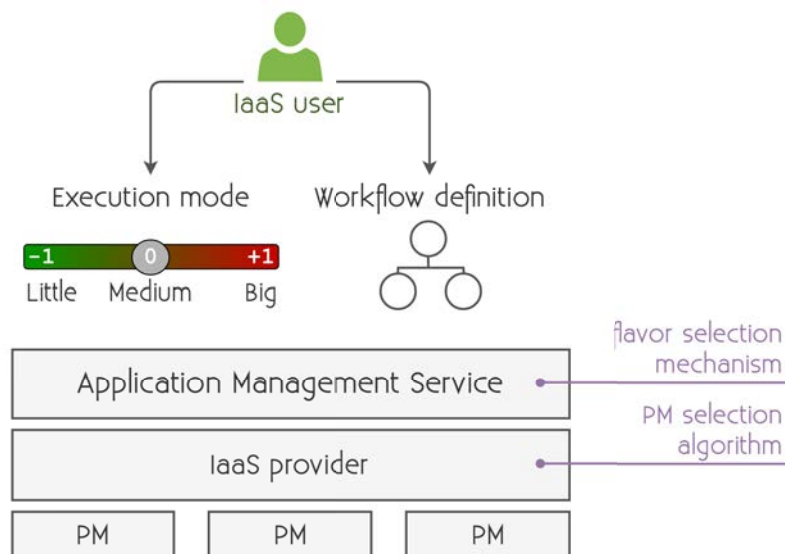 IaaS user
Execution mode
Workflow definition
-1 0 +1
Little Medium Big
flavor selection
mechanism
Application Management Service
PM selection
algorithm
IaaS provider
PM PM PM